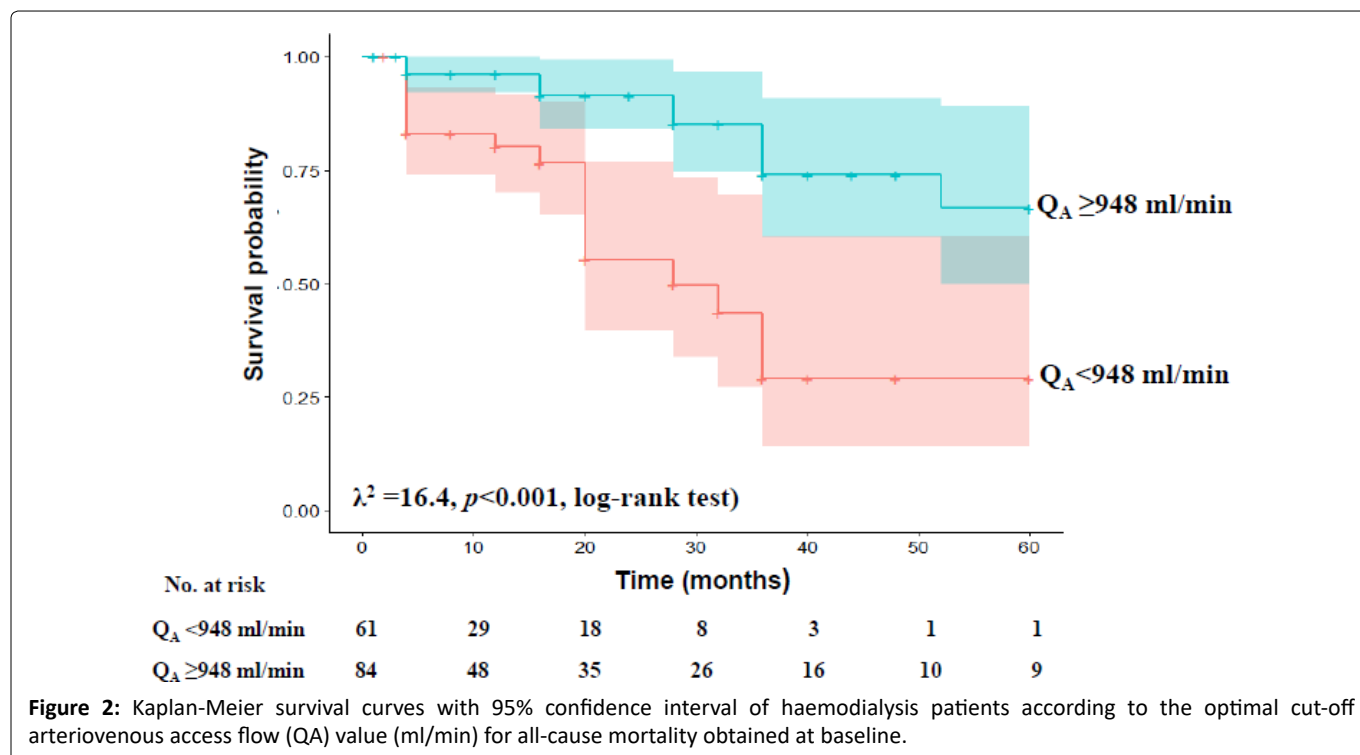 1.00
0.75
0.50
0.25
0.00
Survival probability
Q_A ≥948 ml/min
Q_A<948 ml/min
λ² =16.4, p<0.001, log-rank test)
0 10 20 30 40 50 60
Time (months)
No. at risk
Q_A <948 ml/min 61 29 18 8 3 1 1
Q_A ≥948 ml/min 84 48 35 26 16 10 9
Figure 2: Kaplan-Meier survival curves with 95% confidence interval of haemodialysis patients according to the optimal cut-off
arteriovenous access flow (QA) value (ml/min) for all-cause mortality obtained at baseline.